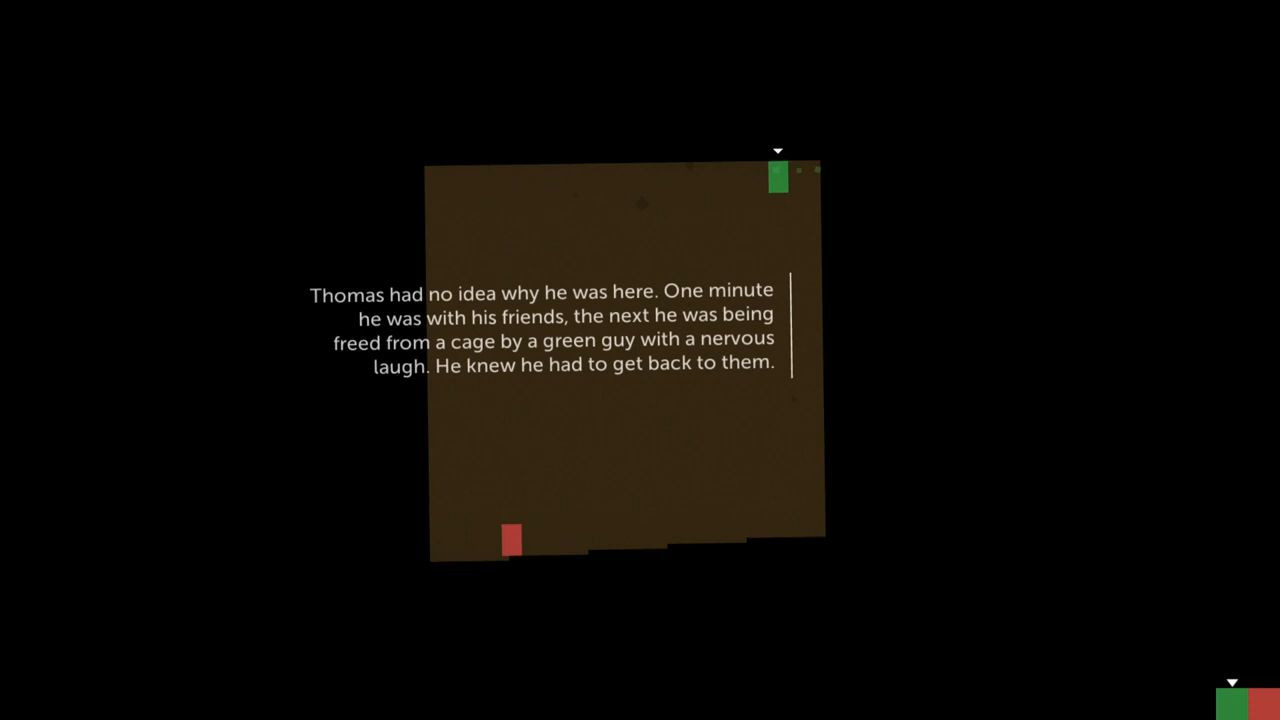 Thomas had no idea why he was here. One minute
he was with his friends, the next he was being
freed from a cage by a green guy with a nervous
laugh. He knew he had to get back to them.